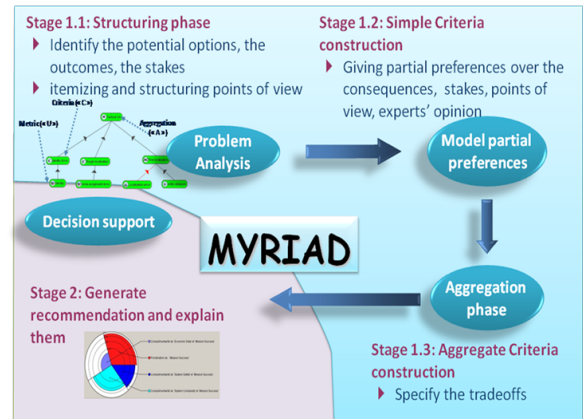 Stage 1.1: Structuring phase
Identify the potential options, the
outcomes, the stakes
itemizing and structuring points of view
Criteria(«C»)
Metric(«U»)
Aggregation
(«A»)
Problem
Analysis
Decision support
Stage 1.2: Simple Criteria
construction
Giving partial preferences over the
consequences, stakes, points of
view, experts’ opinion
Model partial
preferences
MYRIAD
Aggregation
phase
Stage 1.3: Aggregate Criteria
construction
Specify the tradeoffs
Stage 2: Generate
recommendation and explain
them